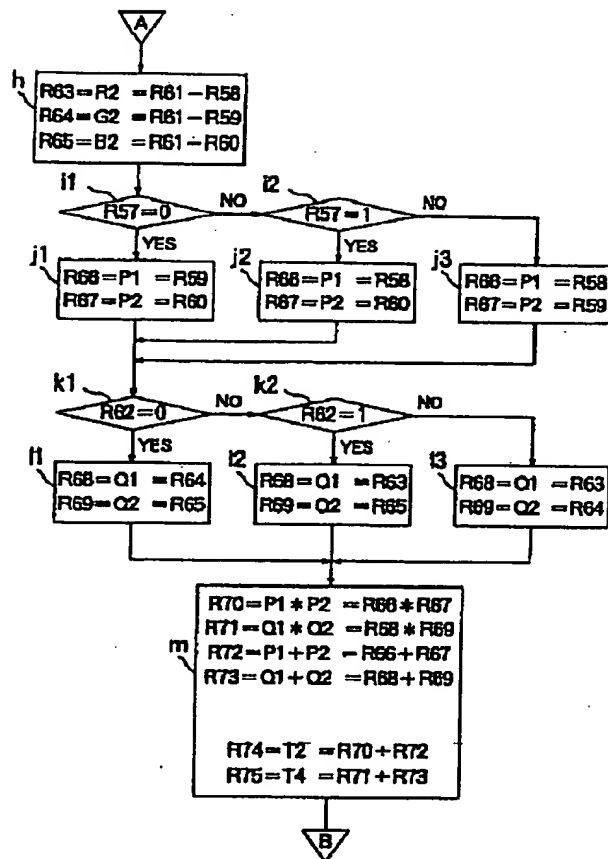 A
h
R63=R2 =R61-R58
R64=G2 =R61-R59
R65=B2 =R61-R60
i1
R57=0
NO
i2
R57=1
NO
YES
YES
j1
R66=P1 =R59
R67=P2 =R60
j2
R66=P1 =R58
R67=P2 =R60
j3
R66=P1 =R58
R67=P2 =R59
k1
R62=0
NO
k2
R62=1
NO
YES
YES
l1
R68=Q1 =R64
R69=Q2 =R65
l2
R68=Q1 =R63
R69=Q2 =R65
l3
R68=Q1 =R63
R69=Q2 =R64
m
R70=P1*P2 =R66*R67
R71=Q1*Q2 =R68*R69
R72=P1+P2 =R66+R67
R73=Q1+Q2 =R68+R69
R74=T2 =R70+R72
R75=T4 =R71+R73
B